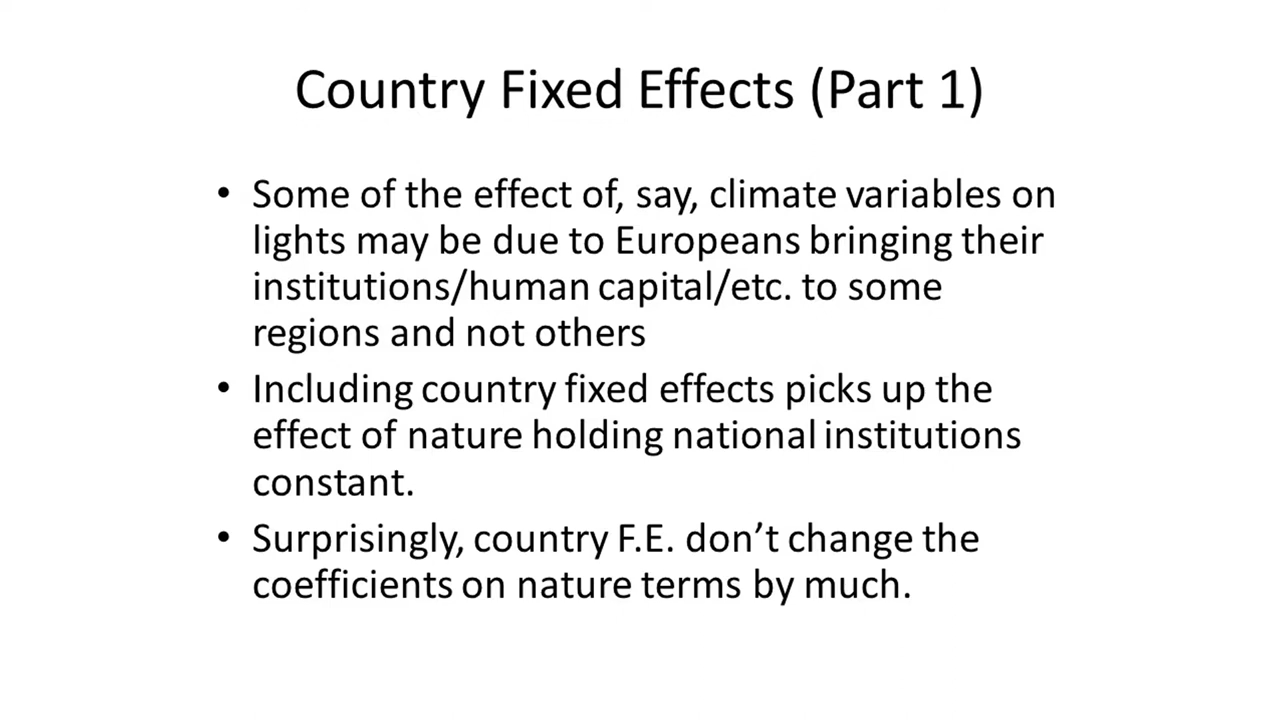 Country Fixed Effects (Part 1)
• Some of the effect of, say, climate variables on
lights may be due to Europeans bringing their
institutions/human capital/etc. to some
regions and not others
• Including country fixed effects picks up the
effect of nature holding national institutions
constant.
• Surprisingly, country F.E. don’t change the
coefficients on nature terms by much.